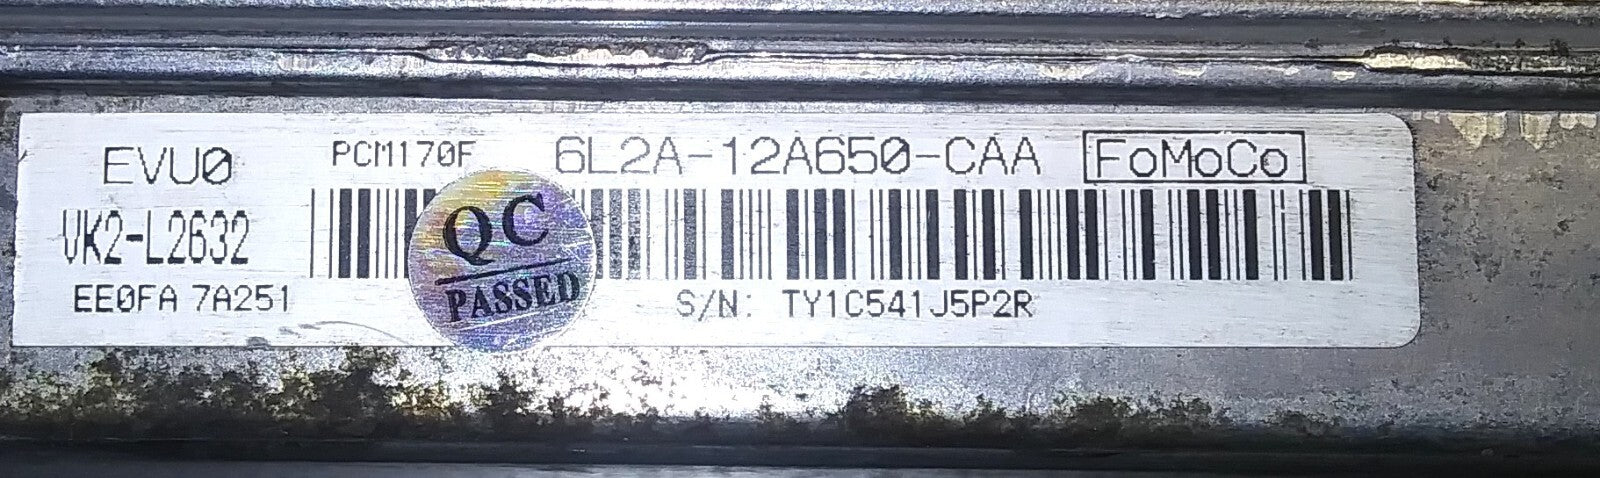 EVU0 PCM170F 6L2A-12A650-CAA FoMoCo
VK2-L2632
EE0FA 7A251
QC
PASSED
S/N: TY1C541J5P2R